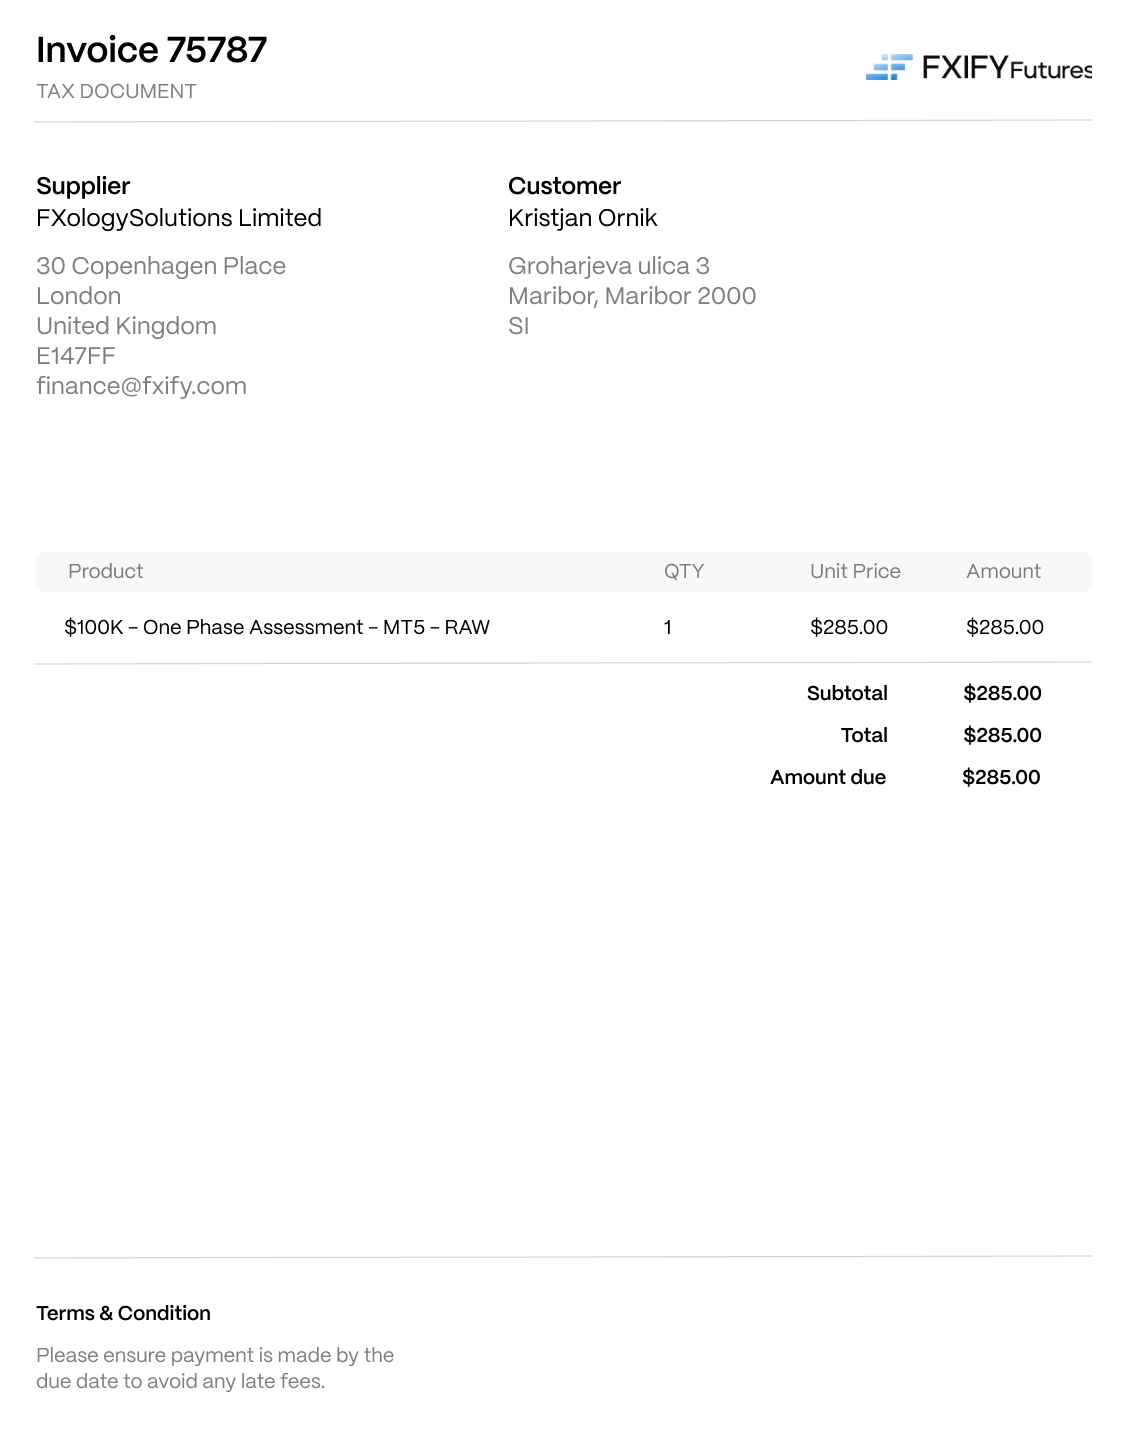 Invoice 75787
TAX DOCUMENT
FXIFY Futures
Supplier
FXologySolutions Limited
30 Copenhagen Place
London
United Kingdom
E147FF
finance@fxify.com
Customer
Kristjan Ornik
Groharjeva ulica 3
Maribor, Maribor 2000
SI
Product QTY Unit Price Amount
$100K - One Phase Assessment - MT5 - RAW 1 $285.00 $285.00
Subtotal $285.00
Total $285.00
Amount due $285.00
Terms & Condition
Please ensure payment is made by the
due date to avoid any late fees.